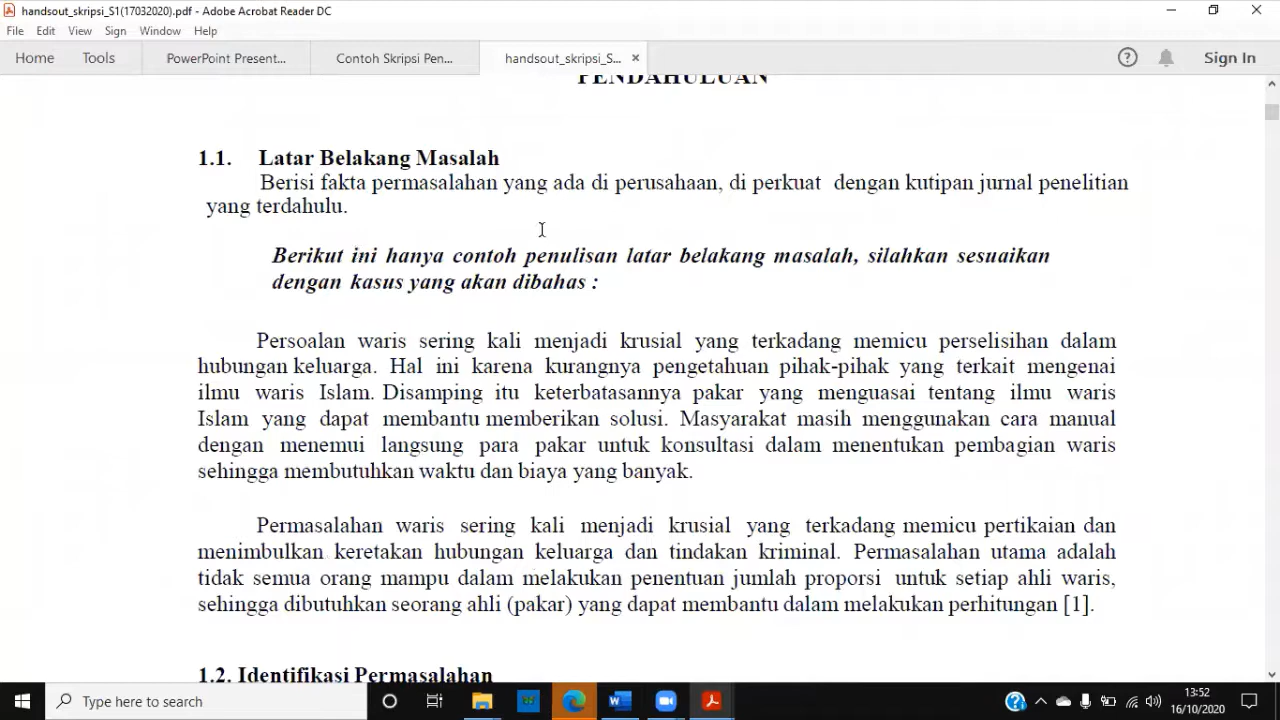 handsout_skripsi_S1(17032020).pdf - Adobe Acrobat Reader DC
File Edit View Sign Window Help
Home Tools PowerPoint Present... Contoh Skripsi Pen... handsout_skripsi_S... × ? Sign In
PENDAHULUAN
1.1. Latar Belakang Masalah
Berisi fakta permasalahan yang ada di perusahaan, di perkuat dengan kutipan jurnal penelitian
yang terdahulu.
Berikut ini hanya contoh penulisan latar belakang masalah, silahkan sesuaikan
dengan kasus yang akan dibahas :
Persoalan waris sering kali menjadi krusial yang terkadang memicu perselisihan dalam
hubungan keluarga. Hal ini karena kurangnya pengetahuan pihak-pihak yang terkait mengenai
ilmu waris Islam. Disamping itu keterbatasannya pakar yang menguasai tentang ilmu waris
Islam yang dapat membantu memberikan solusi. Masyarakat masih menggunakan cara manual
dengan menemui langsung para pakar untuk konsultasi dalam menentukan pembagian waris
sehingga membutuhkan waktu dan biaya yang banyak.
Permasalahan waris sering kali menjadi krusial yang terkadang memicu pertikaian dan
menimbulkan keretakan hubungan keluarga dan tindakan kriminal. Permasalahan utama adalah
tidak semua orang mampu dalam melakukan penentuan jumlah proporsi untuk setiap ahli waris,
sehingga dibutuhkan seorang ahli (pakar) yang dapat membantu dalam melakukan perhitungan [1].
1.2. Identifikasi Permasalahan
Type here to search
13:52
16/10/2020